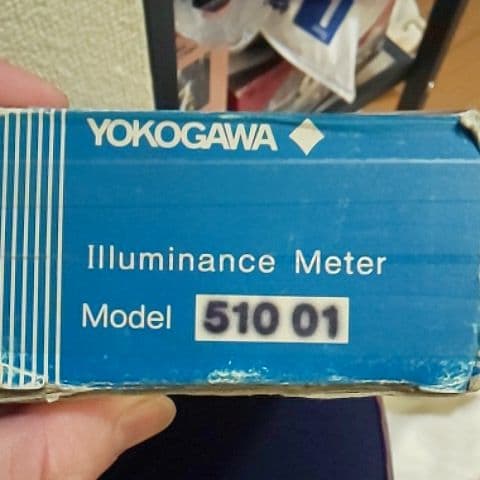 YOKOGAWA
Illuminance Meter
Model 510 01